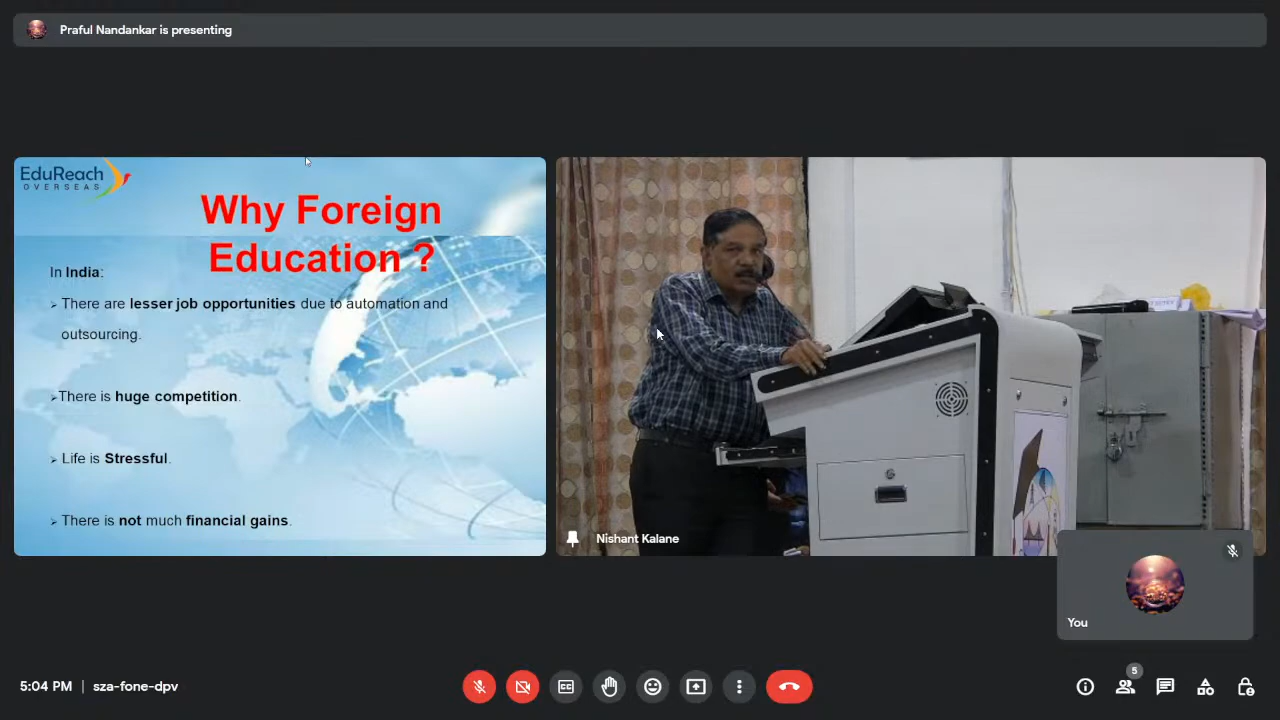 Praful Nandankar is presenting
EduReach
OVERSEAS
Why Foreign
Education ?
In India:
➢ There are lesser job opportunities due to automation and
outsourcing.
➢There is huge competition.
➢ Life is Stressful.
➢ There is not much financial gains.
Nishant Kalane
You
5:04 PM | sza-fone-dpv
5